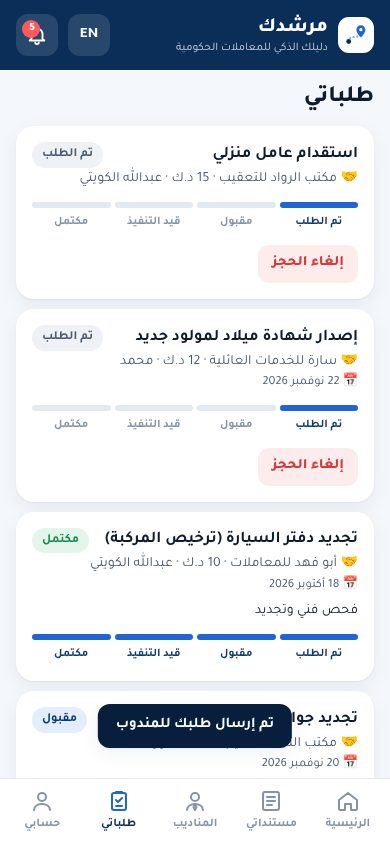 مرشدك
دليلك الذكي للمعاملات الحكومية
EN
5
طلباتي
استقدام عامل منزلي
تم الطلب
مكتب الرواد للتعقيب · 15 د.ك · عبدالله الكويتي
تم الطلب مقبول قيد التنفيذ مكتمل
إلغاء الحجز
إصدار شهادة ميلاد لمولود جديد
تم الطلب
سارة للخدمات العائلية · 12 د.ك · محمد
22 نوفمبر 2026
تم الطلب مقبول قيد التنفيذ مكتمل
إلغاء الحجز
تجديد دفتر السيارة (ترخيص المركبة)
مكتمل
أبو فهد للمعاملات · 10 د.ك · عبدالله الكويتي
18 أكتوبر 2026
فحص فني وتجديد
تم الطلب مقبول قيد التنفيذ مكتمل
تجديد
مقبول
تم إرسال طلبك للمندوب
مكتب
20 نوفمبر 2026
الرئيسية مستنداتي المناديب طلباتي حسابي